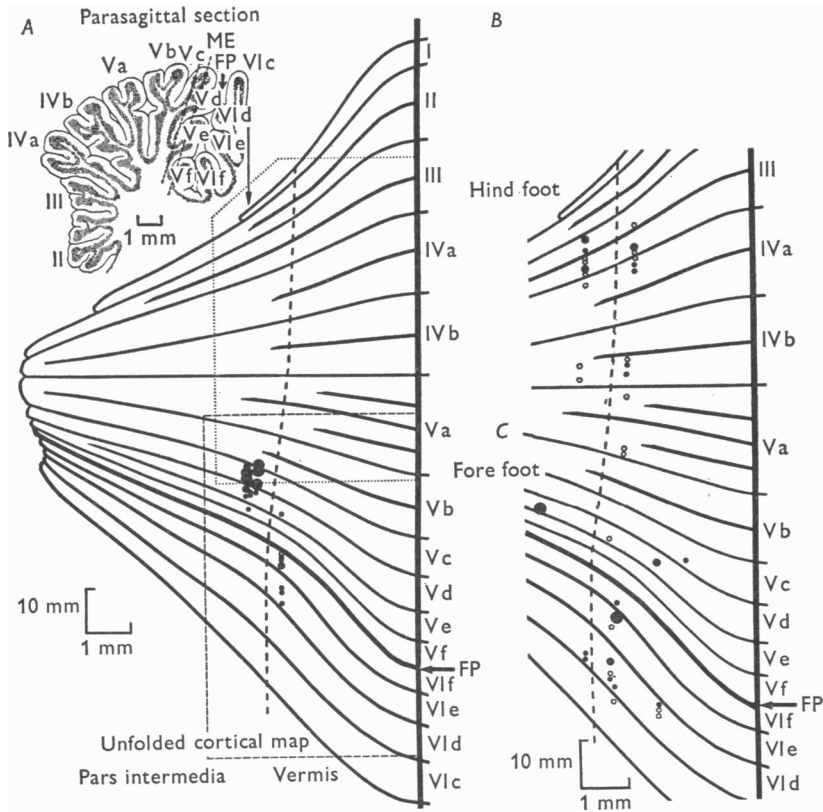 A
Parasagittal section
ME
Vb Vc FP VIc
Va
IVb
Vd
VId
IVa
Ve
VIe
Vf VIf
III
1 mm
II
I
II
III
IVa
IVb
Va
Vb
Vc
Vd
Ve
Vf
FP
VIf
VIe
VId
VIc
10 mm
1 mm
Unfolded cortical map
Pars intermedia
Vermis
B
Hind foot
III
IVa
IVb
C
Va
Fore foot
Vb
Vc
Vd
Ve
Vf
FP
VIf
VIe
VId
10 mm
1 mm